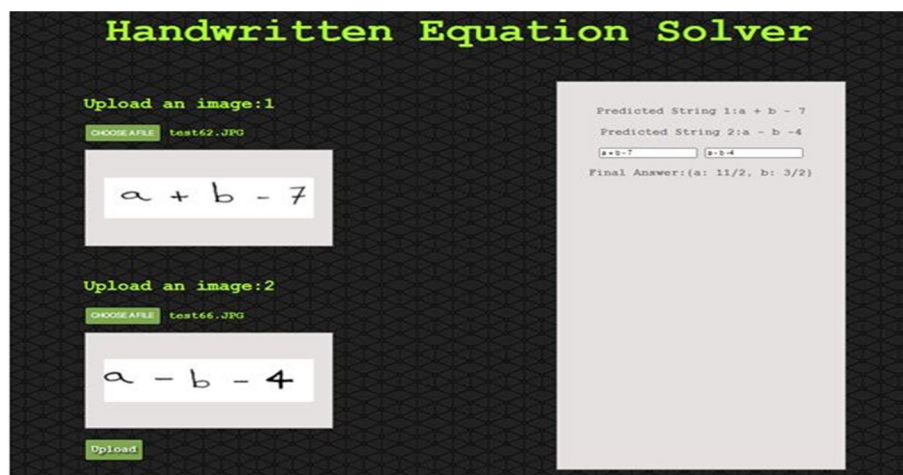 Handwritten Equation Solver
Upload an image:1
CHOOSE A FILE test62.JPG
a + b - 7
Upload an image:2
CHOOSE A FILE test66.JPG
a - b - 4
Upload
Predicted String 1:a + b - 7
Predicted String 2:a - b -4
a + b - 7 a - b -4
Final Answer:{a: 11/2, b: 3/2}